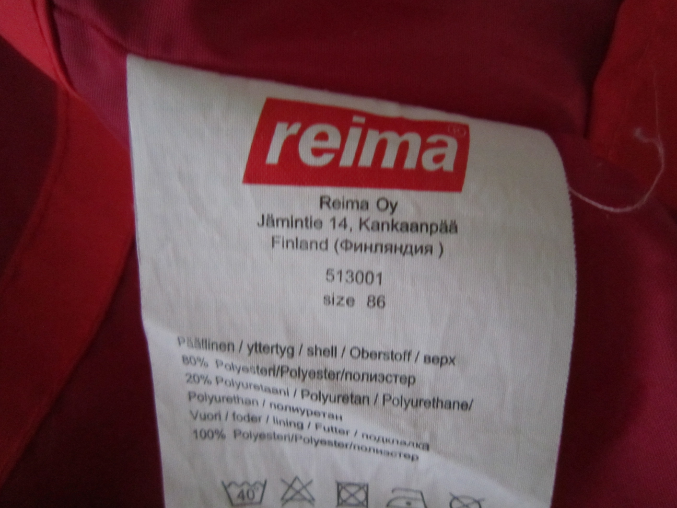 reima®
Reima Oy
Jämintie 14, Kankaanpää
Finland (Финляндия )
513001
size 86
Päällinen / yttertyg / shell / Oberstoff / верх
80% Polyesteri/Polyester/полиэстер
20% Polyuretaani / Polyuretan / Polyurethane/
Polyurethan / полиуретан
Vuori / foder / lining / Futter / подкладка
100% Polyesteri/Polyester/полиэстер
40